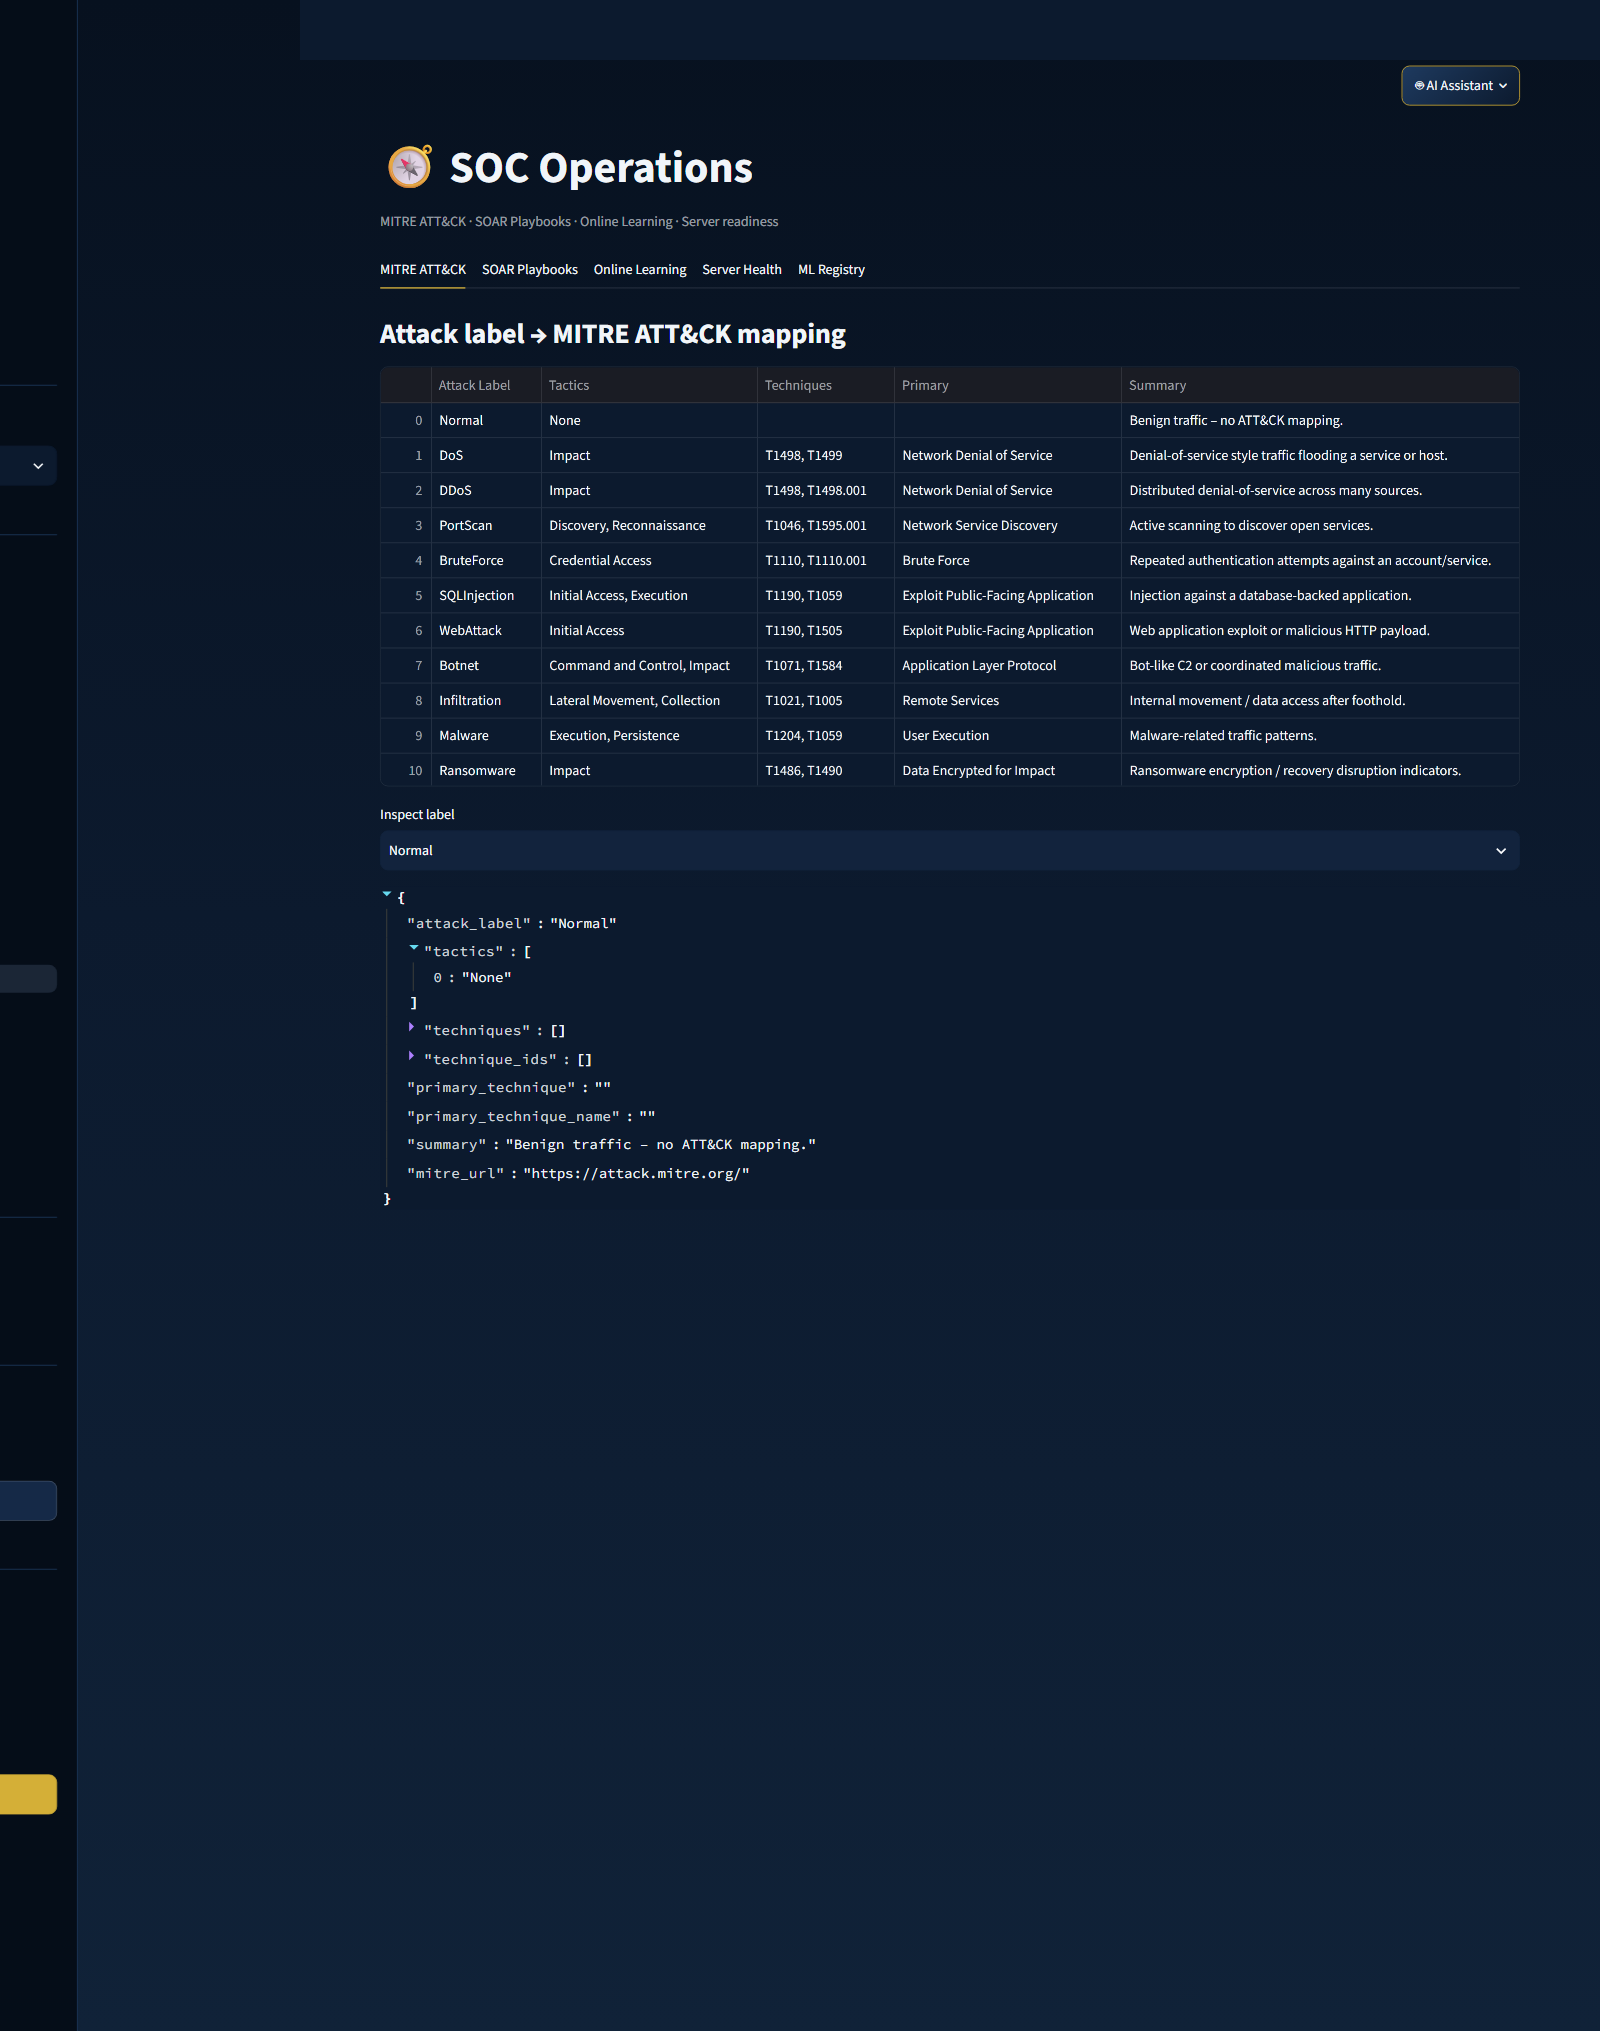 AI Assistant
SOC Operations
MITRE ATT&CK · SOAR Playbooks · Online Learning · Server readiness
MITRE ATT&CK SOAR Playbooks Online Learning Server Health ML Registry
Attack label → MITRE ATT&CK mapping
Attack Label Tactics Techniques Primary Summary
0 Normal None Benign traffic – no ATT&CK mapping.
1 DoS Impact T1498, T1499 Network Denial of Service Denial-of-service style traffic flooding a service or host.
2 DDoS Impact T1498, T1498.001 Network Denial of Service Distributed denial-of-service across many sources.
3 PortScan Discovery, Reconnaissance T1046, T1595.001 Network Service Discovery Active scanning to discover open services.
4 BruteForce Credential Access T1110, T1110.001 Brute Force Repeated authentication attempts against an account/service.
5 SQLInjection Initial Access, Execution T1190, T1059 Exploit Public-Facing Application Injection against a database-backed application.
6 WebAttack Initial Access T1190, T1505 Exploit Public-Facing Application Web application exploit or malicious HTTP payload.
7 Botnet Command and Control, Impact T1071, T1584 Application Layer Protocol Bot-like C2 or coordinated malicious traffic.
8 Infiltration Lateral Movement, Collection T1021, T1005 Remote Services Internal movement / data access after foothold.
9 Malware Execution, Persistence T1204, T1059 User Execution Malware-related traffic patterns.
10 Ransomware Impact T1486, T1490 Data Encrypted for Impact Ransomware encryption / recovery disruption indicators.
Inspect label
Normal
{
"attack_label" : "Normal"
"tactics" : [
0 : "None"
]
"techniques" : []
"technique_ids" : []
"primary_technique" : ""
"primary_technique_name" : ""
"summary" : "Benign traffic – no ATT&CK mapping."
"mitre_url" : "https://attack.mitre.org/"
}